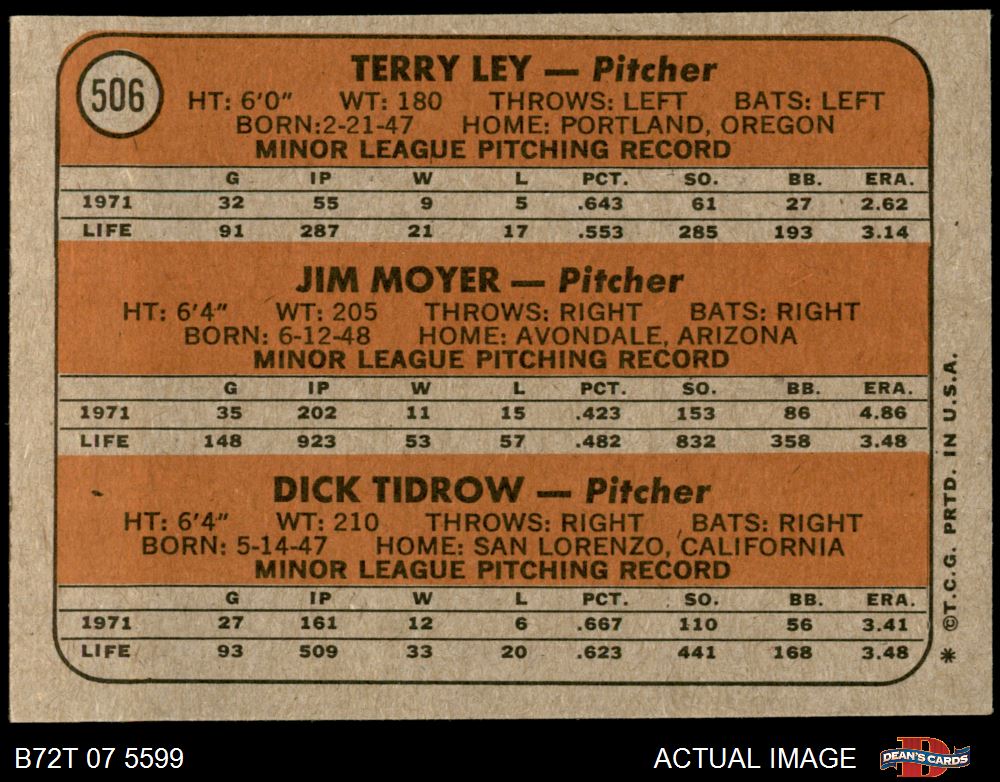 506
TERRY LEY — Pitcher
HT: 6'0" WT: 180 THROWS: LEFT BATS: LEFT
BORN:2-21-47 HOME: PORTLAND, OREGON
MINOR LEAGUE PITCHING RECORD
G IP W L PCT. SO. BB. ERA.
1971 32 55 9 5 .643 61 27 2.62
LIFE 91 287 21 17 .553 285 193 3.14
JIM MOYER — Pitcher
HT: 6'4" WT: 205 THROWS: RIGHT BATS: RIGHT
BORN: 6-12-48 HOME: AVONDALE, ARIZONA
MINOR LEAGUE PITCHING RECORD
G IP W L PCT. SO. BB. ERA.
1971 35 202 11 15 .423 153 86 4.86
LIFE 148 923 53 57 .482 832 358 3.48
DICK TIDROW — Pitcher
HT: 6'4" WT: 210 THROWS: RIGHT BATS: RIGHT
BORN: 5-14-47 HOME: SAN LORENZO, CALIFORNIA
MINOR LEAGUE PITCHING RECORD
G IP W L PCT. SO. BB. ERA.
1971 27 161 12 6 .667 110 56 3.41
LIFE 93 509 33 20 .623 441 168 3.48
* ©T.C.G. PRTD. IN U.S.A.
B72T 07 5599 ACTUAL IMAGE
D
DEAN'S CARDS